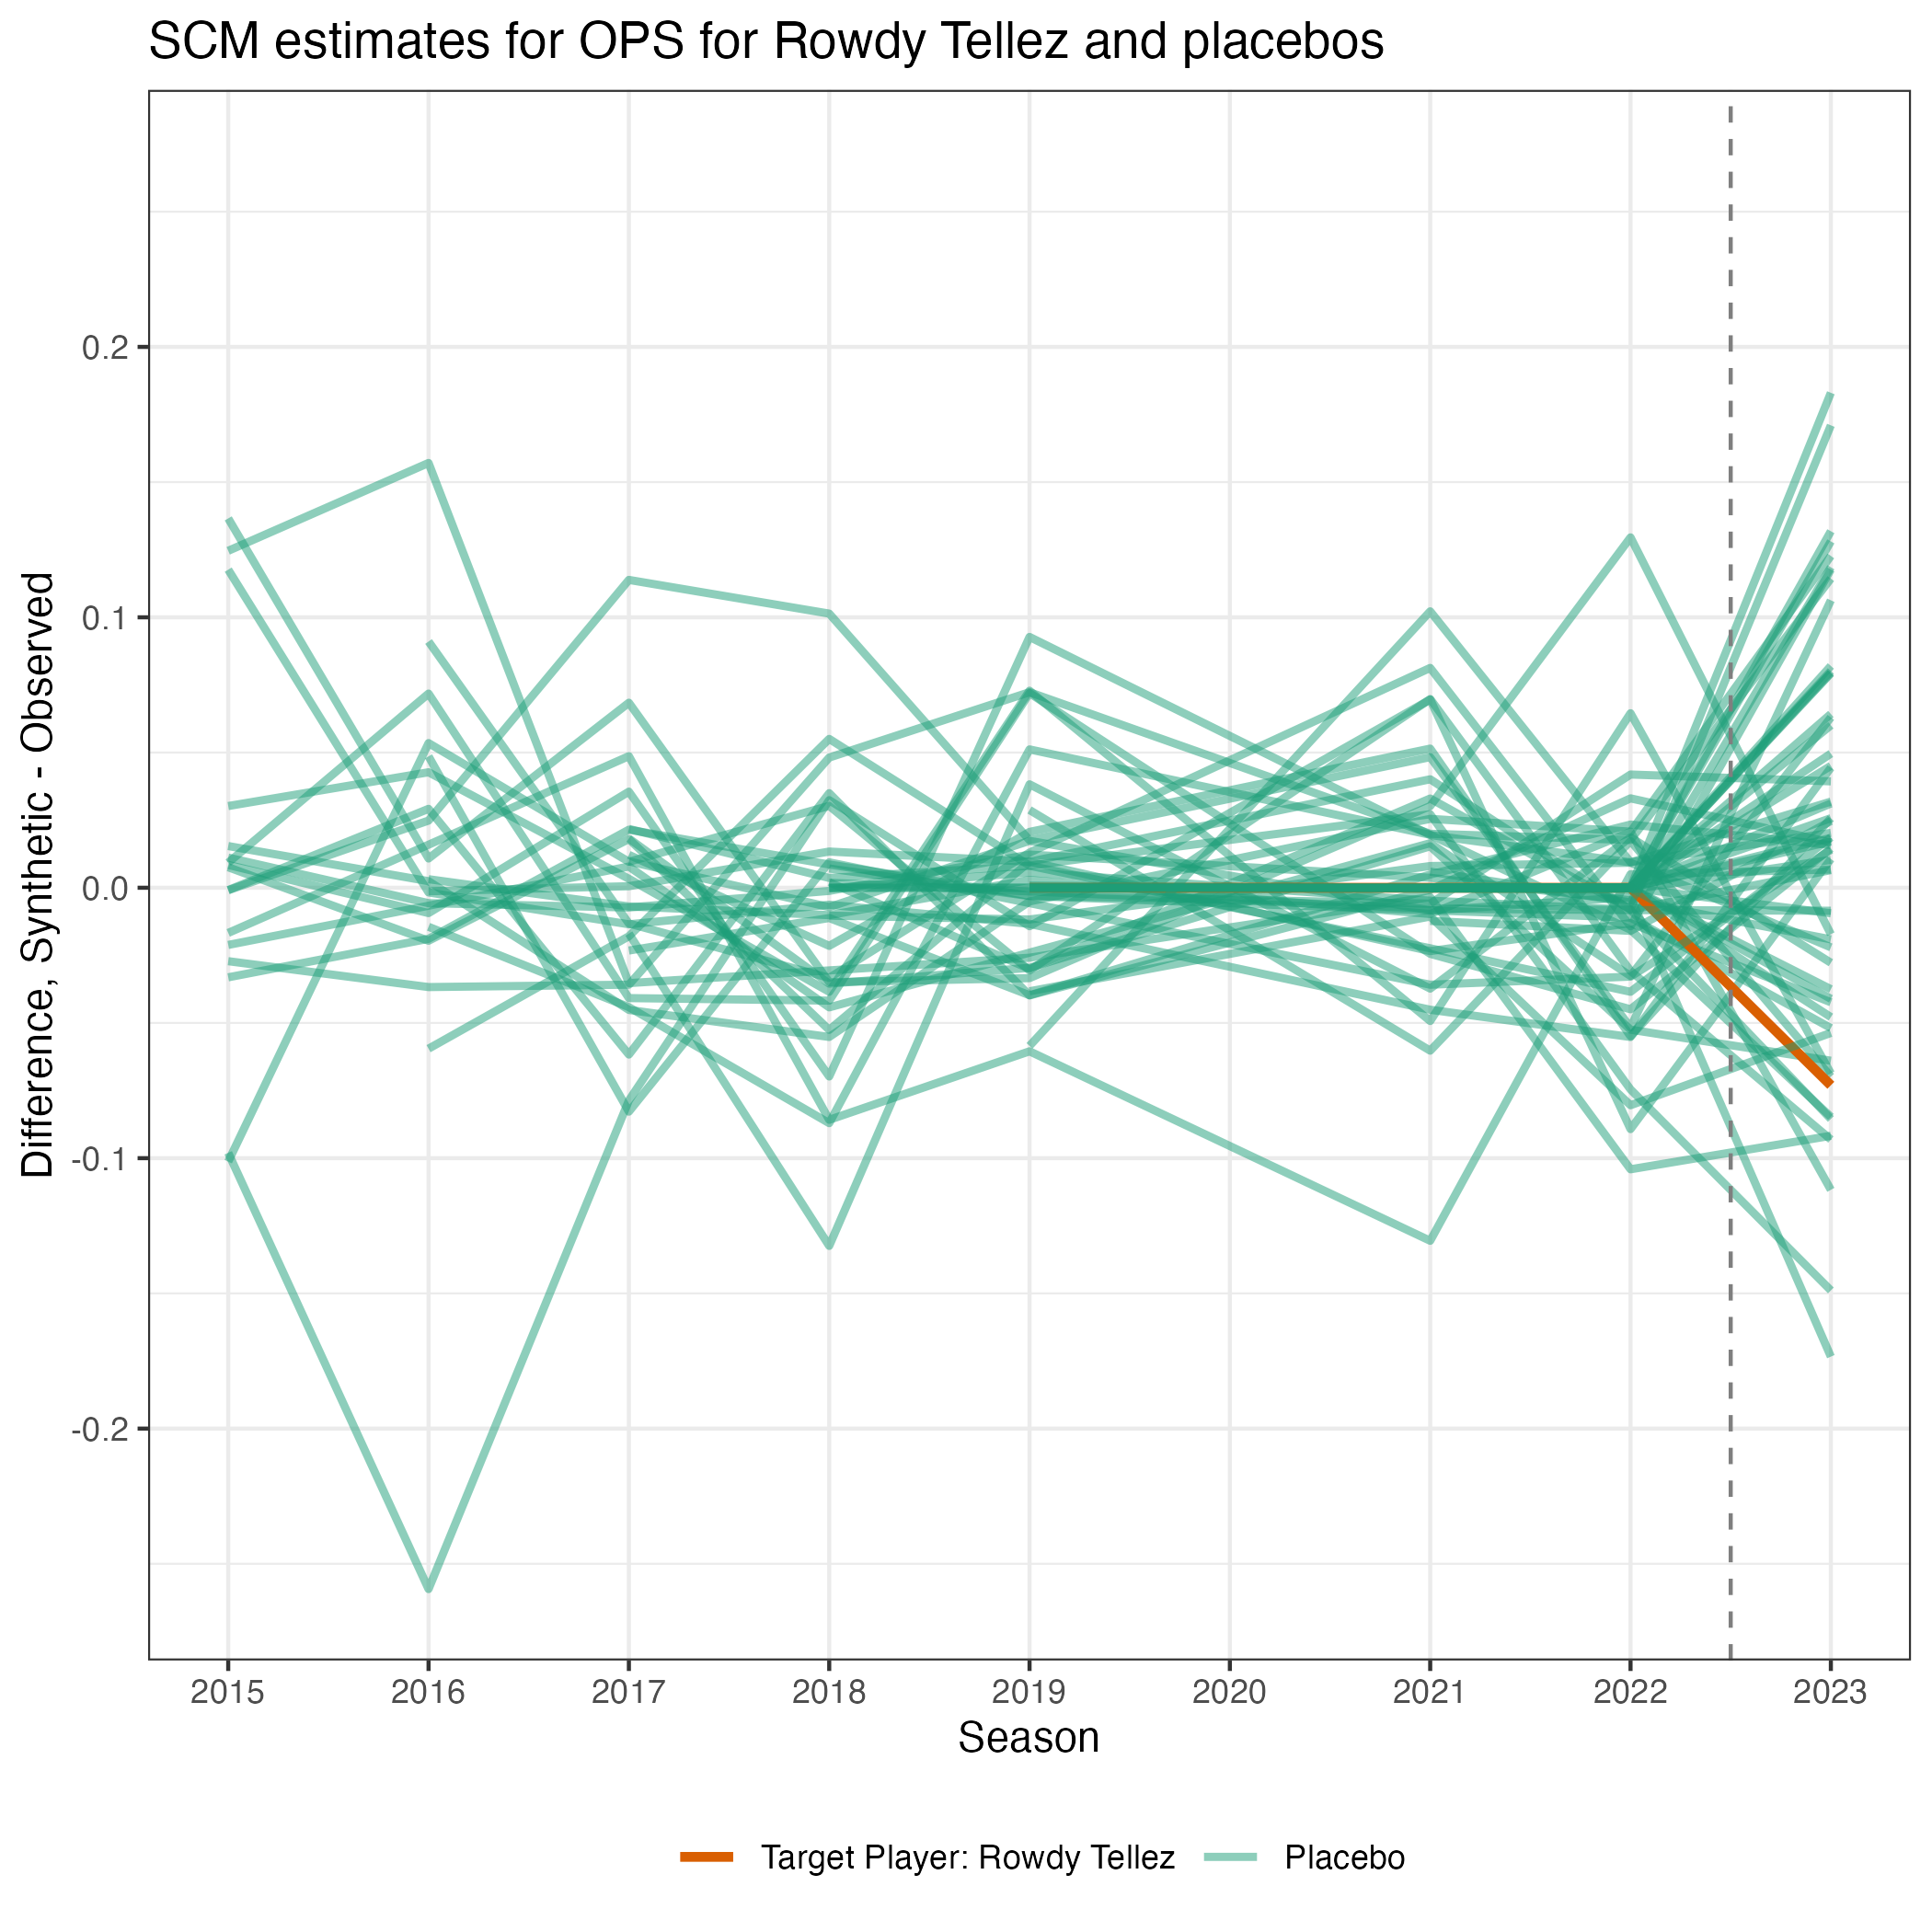 SCM estimates for OPS for Rowdy Tellez and placebos
Difference, Synthetic - Observed
0.2
0.1
0.0
-0.1
-0.2
2015 2016 2017 2018 2019 2020 2021 2022 2023
Season
Target Player: Rowdy Tellez Placebo